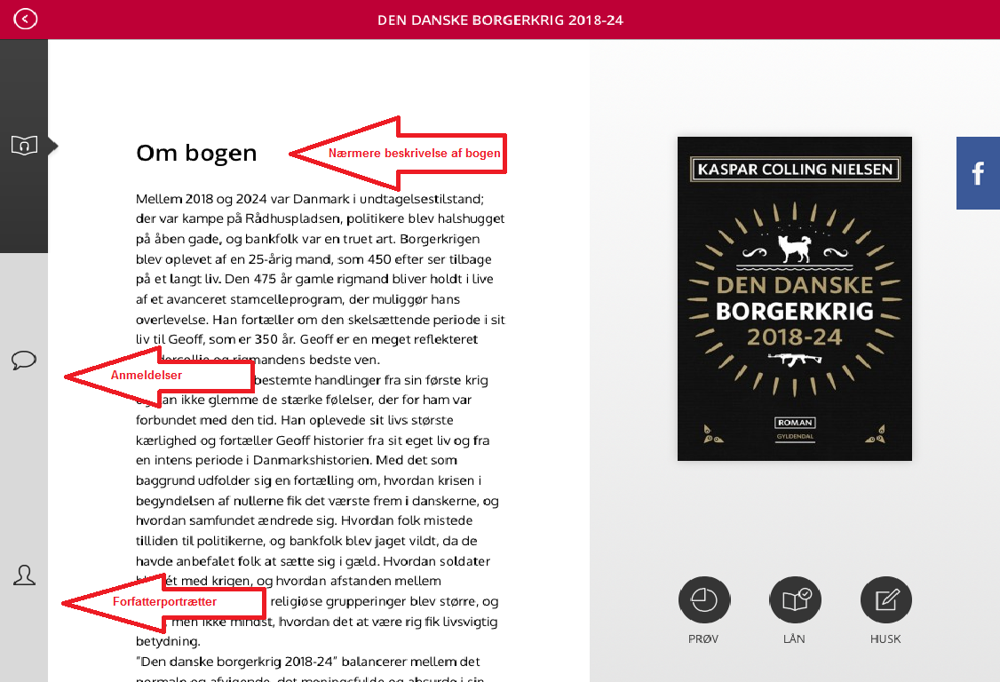 DEN DANSKE BORGERKRIG 2018-24
Om bogen
Nærmere beskrivelse af bogen
Mellem 2018 og 2024 var Danmark i undtagelsestilstand;
der var kampe på Rådhuspladsen, politikere blev halshugget
på åben gade, og bankfolk var en truet art. Borgerkrigen
blev oplevet af en 25-årig mand, som 450 efter ser tilbage
på et langt liv. Den 475 år gamle rigmand bliver holdt i live
af et avanceret stamcelleprogram, der muliggør hans
overlevelse. Han fortæller om den skelsættende periode i sit
liv til Geoff, som er 350 år. Geoff er en meget reflekteret
og rigmandens bedste ven.
Anmeldelser
bestemte handlinger fra sin første krig
ikke glemme de stærke følelser, der for ham var
forbundet med den tid. Han oplevede sit livs største
kærlighed og fortæller Geoff historier fra sit eget liv og fra
en intens periode i Danmarkshistorien. Med det som
baggrund udfolder sig en fortælling om, hvordan krisen i
begyndelsen af nullerne fik det værste frem i danskerne, og
hvordan samfundet ændrede sig. Hvordan folk mistede
tilliden til politikerne, og bankfolk blev jaget vildt, da de
havde anbefalet folk at sætte sig i gæld. Hvordan soldater
med krigen, og hvordan afstanden mellem
Forfatterportrætter
religiøse grupperinger blev større, og
men ikke mindst, hvordan det at være rig fik livsvigtig
betydning.
"Den danske borgerkrig 2018-24" balancerer mellem det
normale og afvigende, det meningsfulde og absurde i sin
KASPAR COLLING NIELSEN
DEN DANSKE
BORGERKRIG
2018-24
ROMAN
GYLDENDAL
f
PRØV
LÅN
HUSK